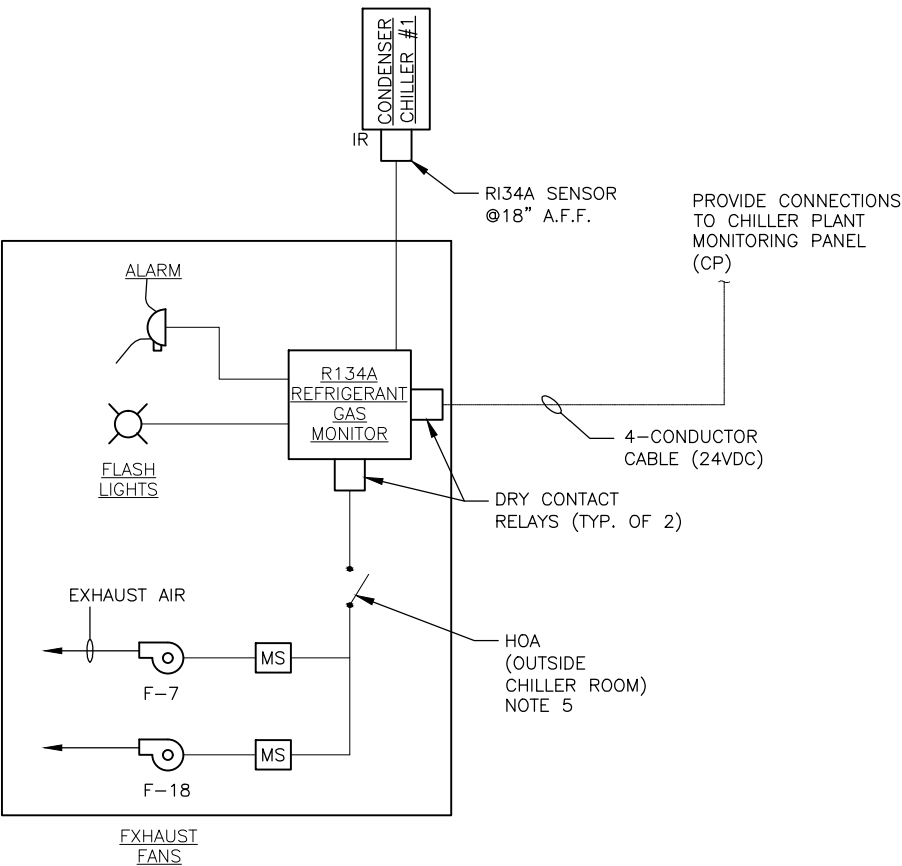 CONDENSER
CHILLER #1
IR
RI34A SENSOR
@18" A.F.F.
PROVIDE CONNECTIONS
TO CHILLER PLANT
MONITORING PANEL
(CP)
ALARM
R134A
REFRIGERANT
GAS
MONITOR
4-CONDUCTOR
CABLE (24VDC)
FLASH
LIGHTS
DRY CONTACT
RELAYS (TYP. OF 2)
EXHAUST AIR
HOA
(OUTSIDE
CHILLER ROOM)
NOTE 5
MS
F-7
MS
F-18
FXHAUST
FANS